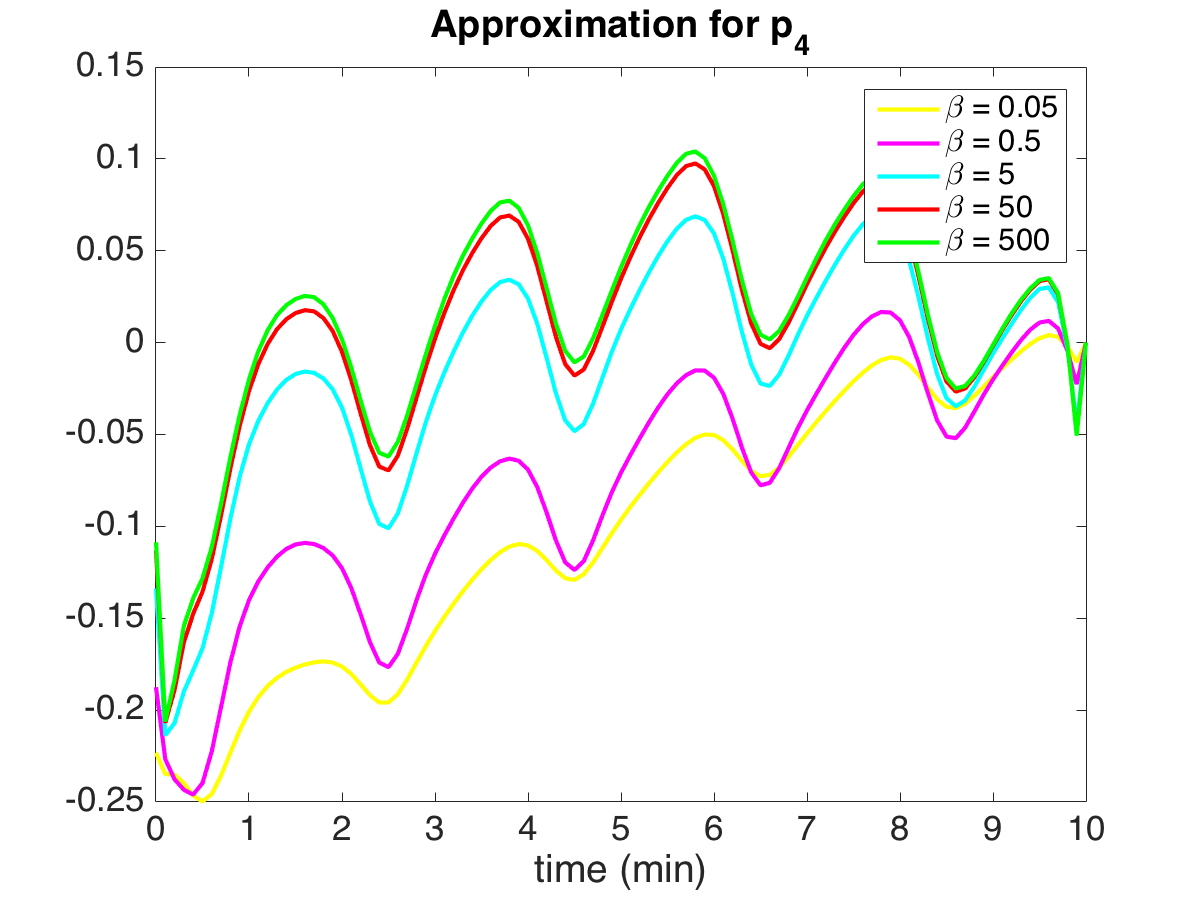 Approximation for p₄
0.15
0.1
0.05
0
-0.05
-0.1
-0.15
-0.2
-0.25
β = 0.05
β = 0.5
β = 5
β = 50
β = 500
0 1 2 3 4 5 6 7 8 9 10
time (min)